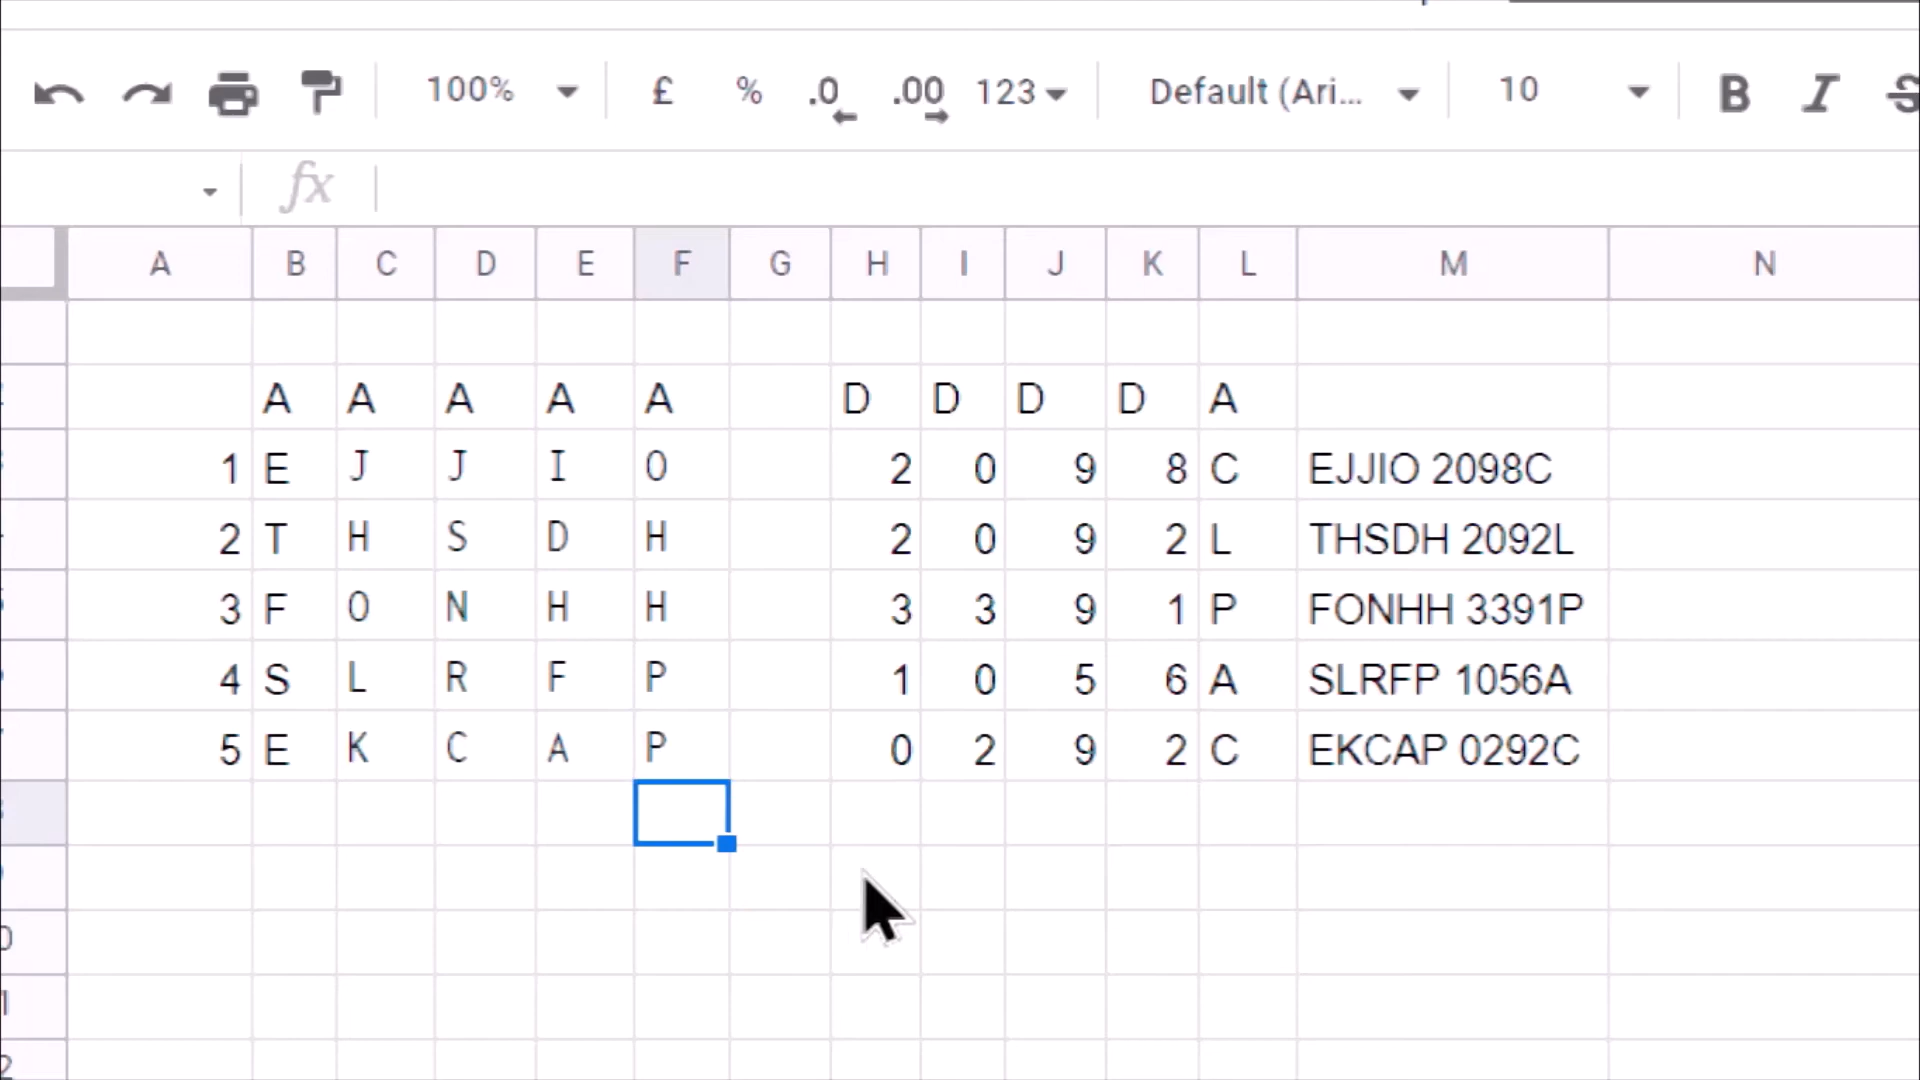 100% £ % .0 .00 123 Default (Ari... 10 B I S
fx
A B C D E F G H I J K L M N
A A A A A D D D D A
1 E J J I O 2 0 9 8 C EJJIO 2098C
2 T H S D H 2 0 9 2 L THSDH 2092L
3 F O N H H 3 3 9 1 P FONHH 3391P
4 S L R F P 1 0 5 6 A SLRFP 1056A
5 E K C A P 0 2 9 2 C EKCAP 0292C